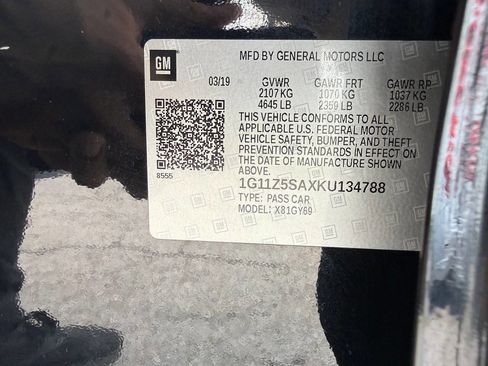 GM
MFD BY GENERAL MOTORS LLC
03/19 GVWR GAWR FRT GAWR RR
2107 KG 1070 KG 1037 KG
4645 LB 2359 LB 2286 LB
THIS VEHICLE CONFORMS TO ALL
APPLICABLE U.S. FEDERAL MOTOR
VEHICLE SAFETY, BUMPER, AND THEFT
PREVENTION STANDARDS IN EFFECT ON
THE DATE OF MANUFACTURE SHOWN
ABOVE.
8555
1G11Z5SAXKU134788
TYPE: PASS CAR
MODEL: X81GY69